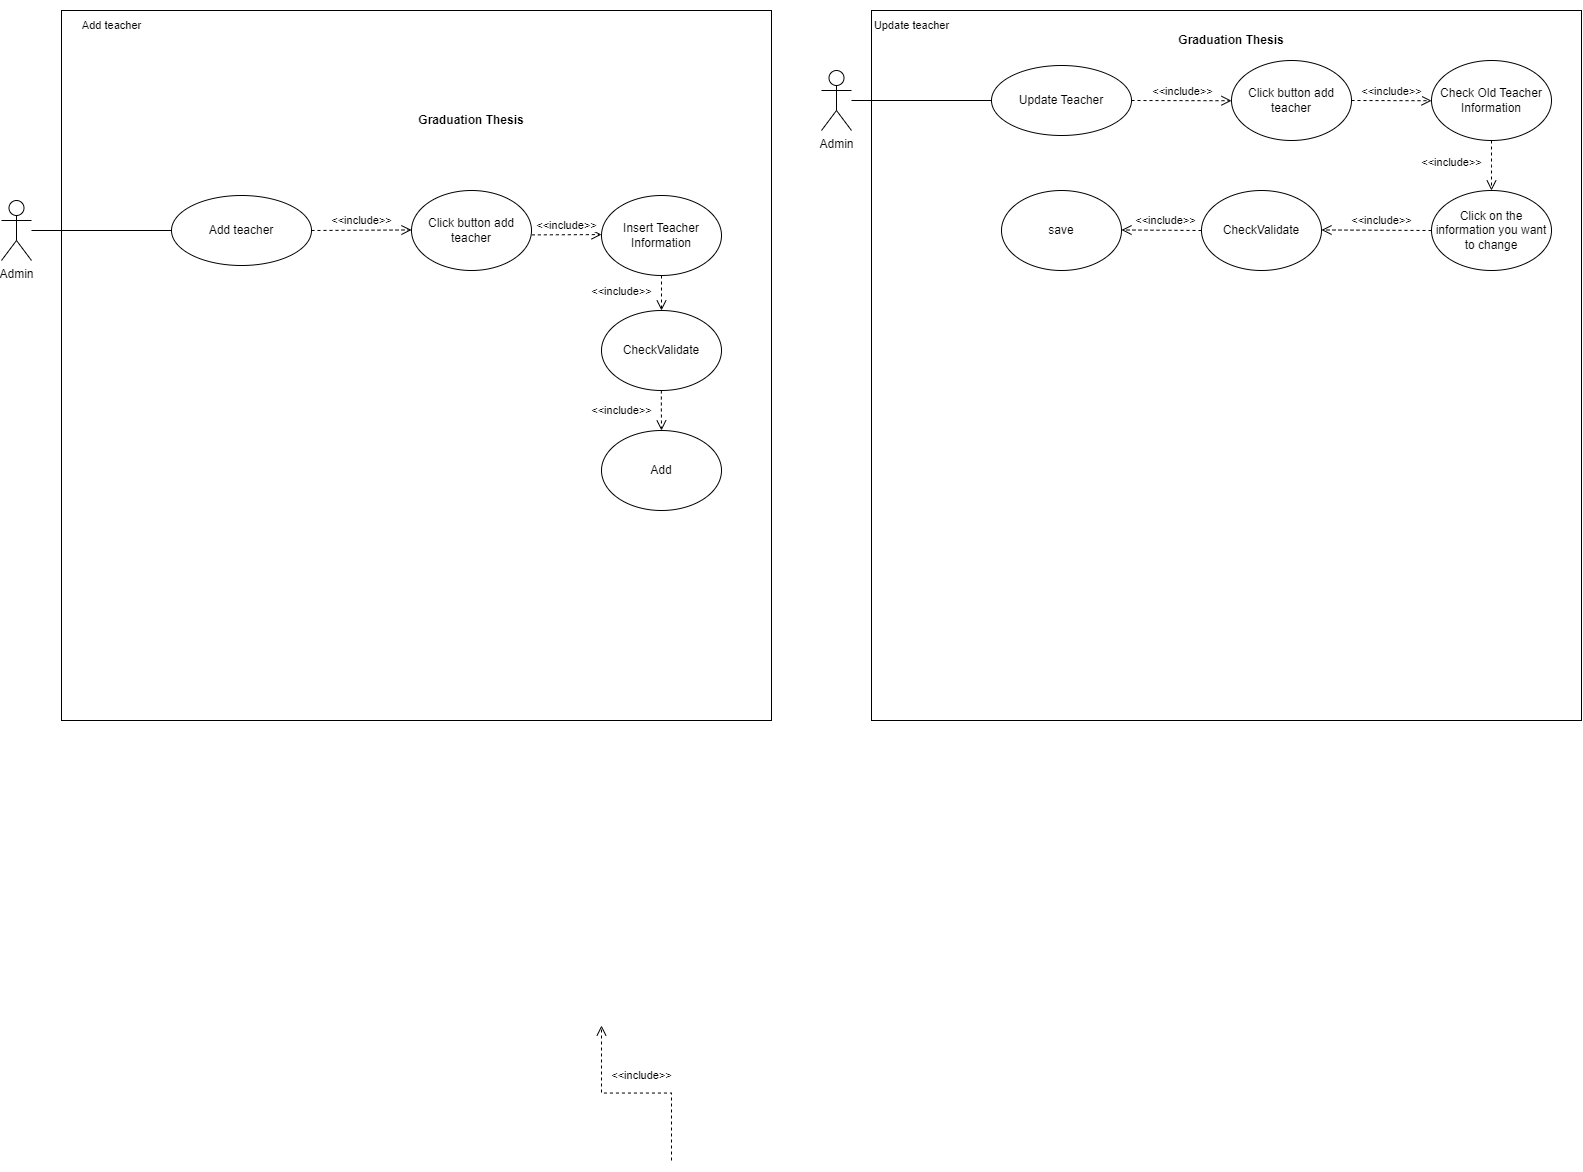 Add teacher
Graduation Thesis
Admin
Add teacher
<<include>>
Click button add
teacher
<<include>>
Insert Teacher
Information
<<include>>
CheckValidate
<<include>>
Add
Update teacher
Graduation Thesis
Admin
Update Teacher
<<include>>
Click button add
teacher
<<include>>
Check Old Teacher
Information
<<include>>
Click on the
information you want
to change
<<include>>
CheckValidate
<<include>>
save
<<include>>